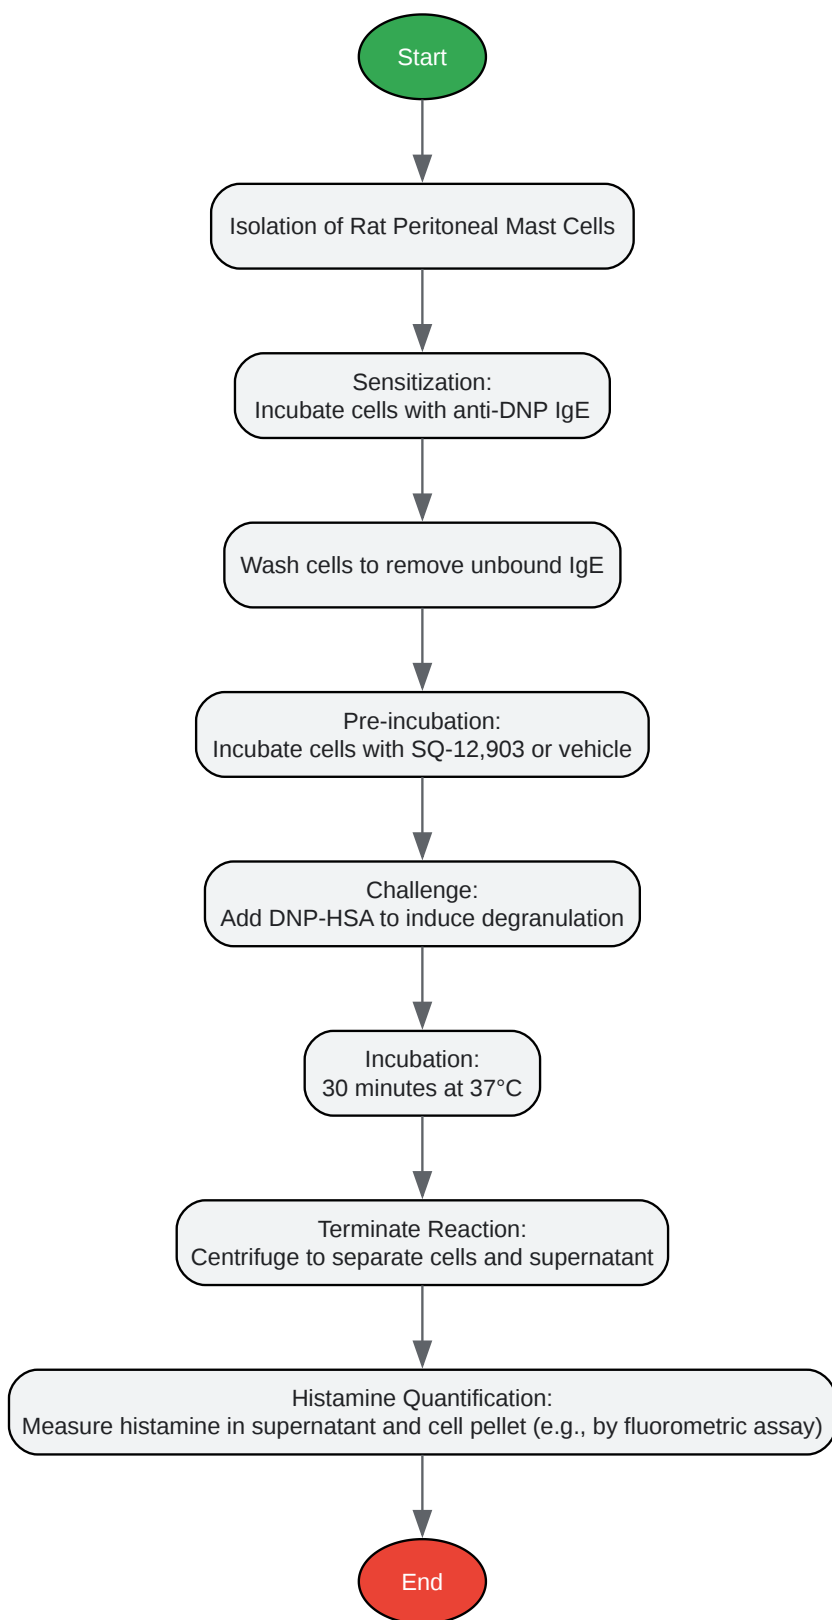 Start
Isolation of Rat Peritoneal Mast Cells
Sensitization:
Incubate cells with anti-DNP IgE
Wash cells to remove unbound IgE
Pre-incubation:
Incubate cells with SQ-12,903 or vehicle
Challenge:
Add DNP-HSA to induce degranulation
Incubation:
30 minutes at 37°C
Terminate Reaction:
Centrifuge to separate cells and supernatant
Histamine Quantification:
Measure histamine in supernatant and cell pellet (e.g., by fluorometric assay)
End